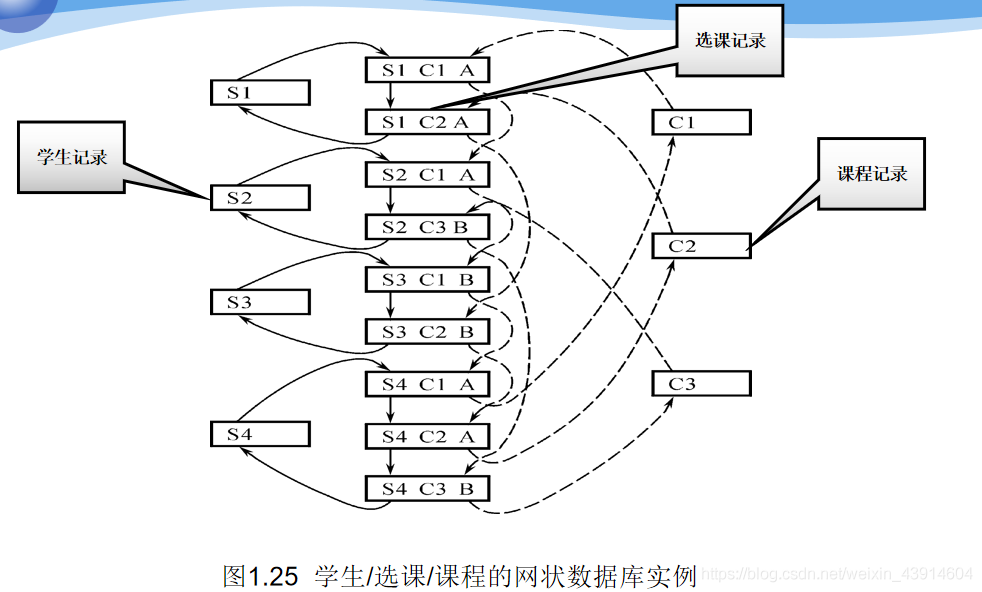 选课记录
S1 C1 A
S1
S1 C2 A
C1
学生记录
课程记录
S2 C1 A
S2
S2 C3 B
C2
S3 C1 B
S3
S3 C2 B
S4 C1 A
C3
S4
S4 C2 A
S4 C3 B
图1.25 学生/选课/课程的网状数据库实例
https://blog.csdn.net/weixin_43914604